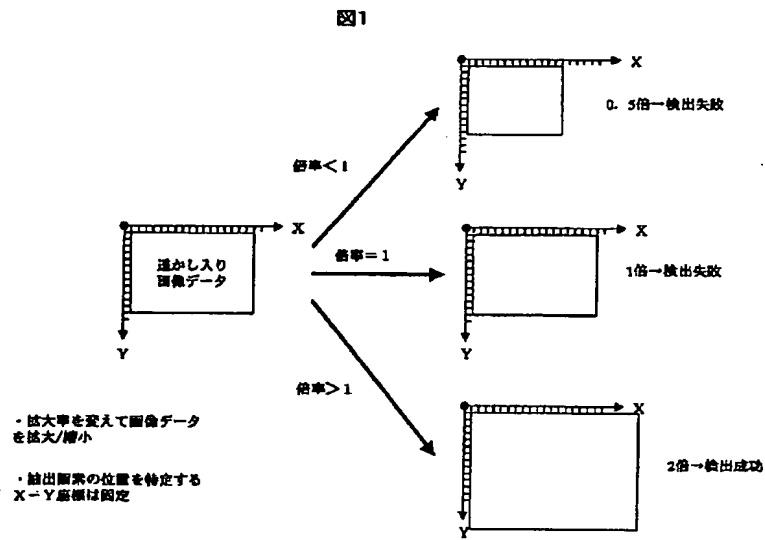 図1
X
0. 5倍→検出失敗
Y
倍率<1
X
透かし入り
画像データ
Y
倍率=1
X
1倍→検出失敗
Y
倍率>1
X
2倍→検出成功
Y
・拡大率を変えて画像データ
を拡大/縮小
・抽出画素の位置を特定する
X-Y座標は固定